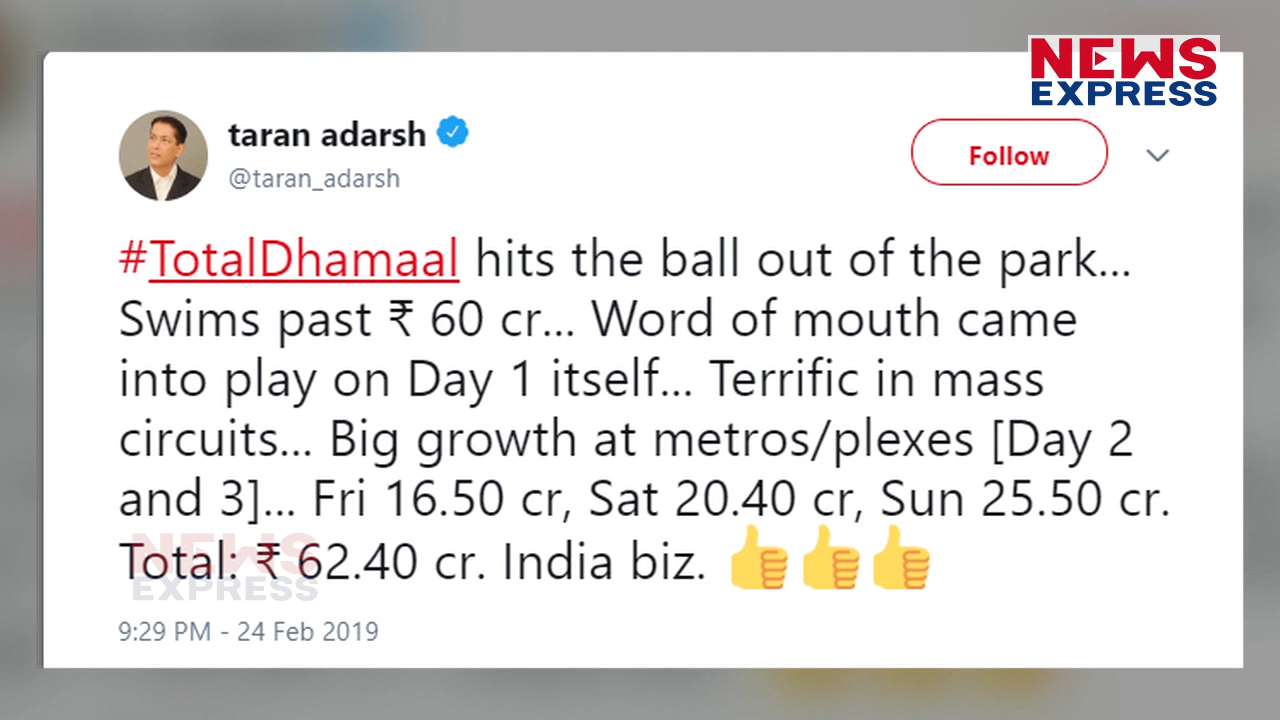 NEWS
EXPRESS
taran adarsh
@taran_adarsh
Follow
#TotalDhamaal hits the ball out of the park...
Swims past ₹ 60 cr... Word of mouth came
into play on Day 1 itself... Terrific in mass
circuits... Big growth at metros/plexes [Day 2
and 3]... Fri 16.50 cr, Sat 20.40 cr, Sun 25.50 cr.
Total: ₹ 62.40 cr. India biz. 👍👍👍
NEWS
EXPRESS
9:29 PM - 24 Feb 2019